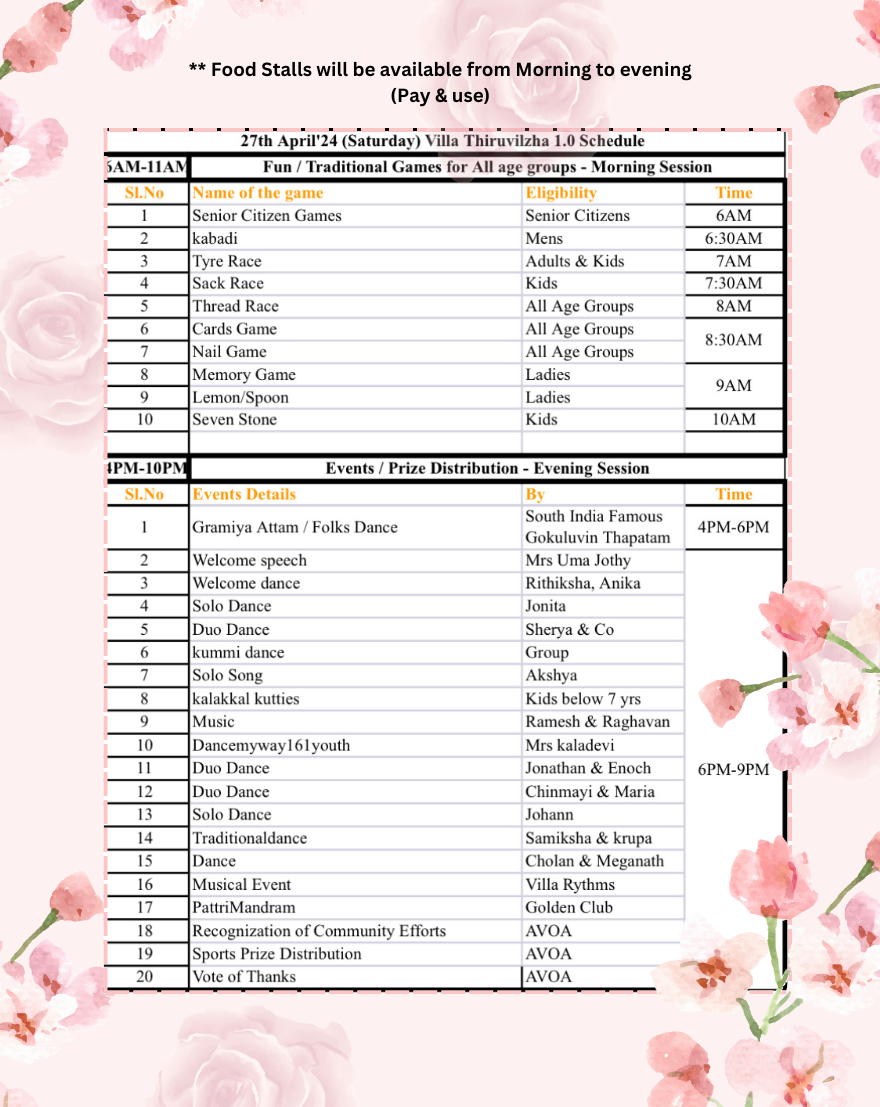 ** Food Stalls will be available from Morning to evening
(Pay & use)
27th April'24 (Saturday) Villa Thiruvilzha 1.0 Schedule
6AM-11AM Fun / Traditional Games for All age groups - Morning Session
Sl.No Name of the game Eligibility Time
1 Senior Citizen Games Senior Citizens 6AM
2 kabadi Mens 6:30AM
3 Tyre Race Adults & Kids 7AM
4 Sack Race Kids 7:30AM
5 Thread Race All Age Groups 8AM
6 Cards Game All Age Groups 8:30AM
7 Nail Game All Age Groups
8 Memory Game Ladies 9AM
9 Lemon/Spoon Ladies
10 Seven Stone Kids 10AM
4PM-10PM Events / Prize Distribution - Evening Session
Sl.No Events Details By Time
1 Gramiya Attam / Folks Dance South India Famous Gokuluvin Thapatam 4PM-6PM
2 Welcome speech Mrs Uma Jothy 6PM-9PM
3 Welcome dance Rithiksha, Anika
4 Solo Dance Jonita
5 Duo Dance Sherya & Co
6 kummi dance Group
7 Solo Song Akshya
8 kalakkal kutties Kids below 7 yrs
9 Music Ramesh & Raghavan
10 Dancemyway161youth Mrs kaladevi
11 Duo Dance Jonathan & Enoch
12 Duo Dance Chinmayi & Maria
13 Solo Dance Johann
14 Traditionaldance Samiksha & krupa
15 Dance Cholan & Meganath
16 Musical Event Villa Rythms
17 PattriMandram Golden Club
18 Recognization of Community Efforts AVOA
19 Sports Prize Distribution AVOA
20 Vote of Thanks AVOA